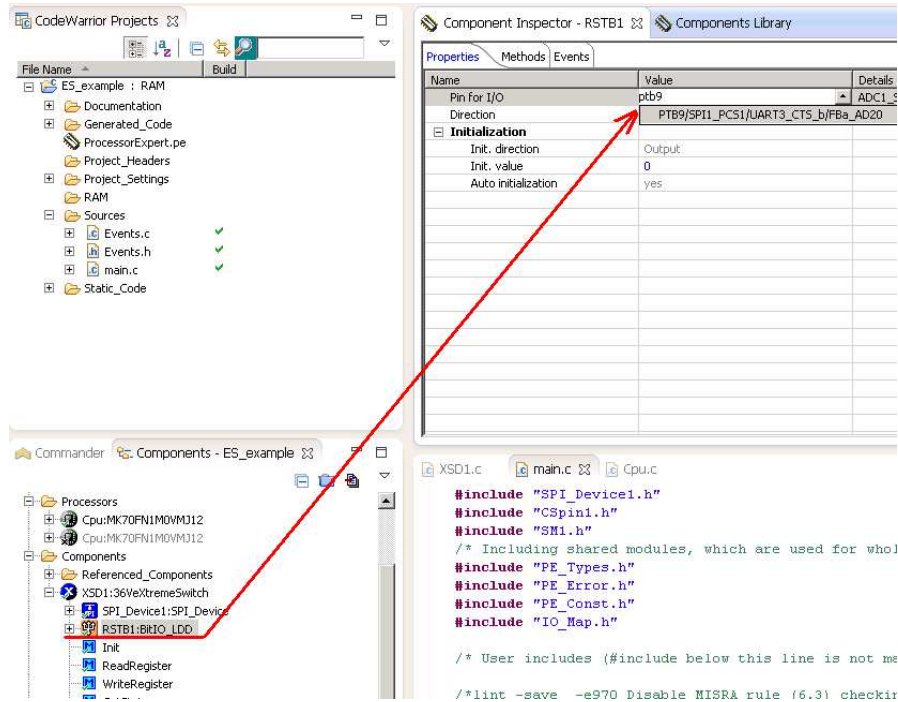 CodeWarrior Projects
File Name Build
ES_example : RAM
Documentation
Generated_Code
ProcessorExpert.pe
Project_Headers
Project_Settings
RAM
Sources
Events.c
Events.h
main.c
Static_Code
Component Inspector - RSTB1 Components Library
Properties Methods Events
Name Value Details
Pin for I/O ptb9 ADC1_S
Direction PTB9/SPI1_PCS1/UART3_CTS_b/FBa_AD20
Initialization
Init. direction Output
Init. value 0
Auto initialization yes
Commander Components - ES_example
Processors
Cpu:MK70FN1M0VMJ12
Cpu:MK70FN1M0VMJ12
Components
Referenced_Components
XSD1:36VeXtremeSwitch
SPI_Device1:SPI_Device
RSTB1:BitIO_LDD
Init
ReadRegister
WriteRegister
XSD1.c main.c Cpu.c
#include "SPI_Device1.h"
#include "CSpin1.h"
#include "SM1.h"
/* Including shared modules, which are used for whol
#include "PE_Types.h"
#include "PE_Error.h"
#include "PE_Const.h"
#include "IO_Map.h"
/* User includes (#include below this line is not ma
/*lint -save -e970 Disable MISRA rule (6.3) checkin